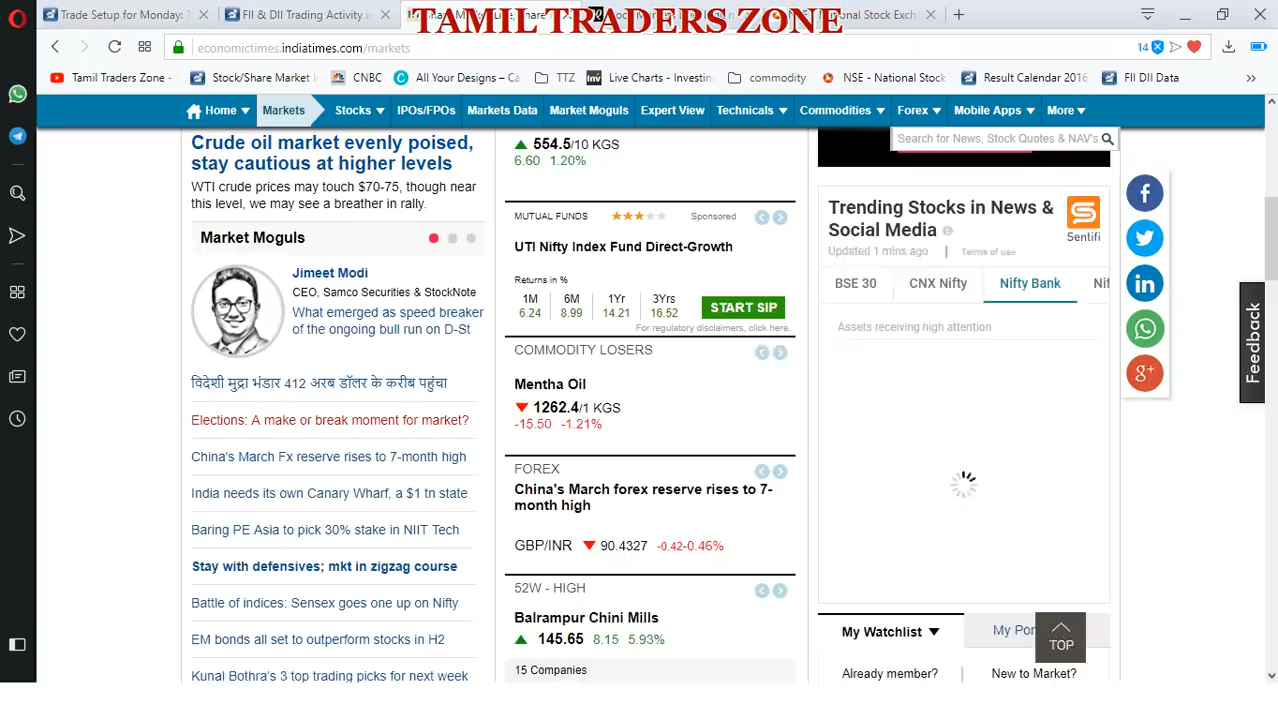 TAMIL TRADERS ZONE
Trade Setup for Monday:
FII & DII Trading Activity in
economictimes.indiatimes.com/markets
14
Tamil Traders Zone -
Stock/Share Market
CNBC
All Your Designs – Ca
TTZ
Inv Live Charts - Investin
commodity
NSE - National Stock
Result Calendar 2016
FII DII Data
Home
Markets
Stocks
IPOs/FPOs
Markets Data
Market Moguls
Expert View
Technicals
Commodities
Forex
Mobile Apps
More
Search for News, Stock Quotes & NAV's
Crude oil market evenly poised,
stay cautious at higher levels
WTI crude prices may touch $70-75, though near
this level, we may see a breather in rally.
Market Moguls
Jimeet Modi
CEO, Samco Securities & StockNote
What emerged as speed breaker
of the ongoing bull run on D-St
विदेशी मुद्रा भंडार 412 अरब डॉलर के करीब पहुंचा
Elections: A make or break moment for market?
China's March Fx reserve rises to 7-month high
India needs its own Canary Wharf, a $1 tn state
Baring PE Asia to pick 30% stake in NIIT Tech
Stay with defensives; mkt in zigzag course
Battle of indices: Sensex goes one up on Nifty
EM bonds all set to outperform stocks in H2
Kunal Bothra's 3 top trading picks for next week
554.5/10 KGS
6.60 1.20%
MUTUAL FUNDS
Sponsored
UTI Nifty Index Fund Direct-Growth
Returns in %
1M 6M 1Yr 3Yrs
6.24 8.99 14.21 16.52
START SIP
For regulatory disclaimers, click here.
COMMODITY LOSERS
Mentha Oil
1262.4/1 KGS
-15.50 -1.21%
FOREX
China's March forex reserve rises to 7-
month high
GBP/INR 90.4327 -0.42-0.46%
52W - HIGH
Balrampur Chini Mills
145.65 8.15 5.93%
15 Companies
Trending Stocks in News &
Social Media
Sentifi
Updated 1 mins ago | Terms of use
BSE 30 CNX Nifty Nifty Bank Nif
Assets receiving high attention
Feedback
My Watchlist
My Por
TOP
Already member? | New to Market?